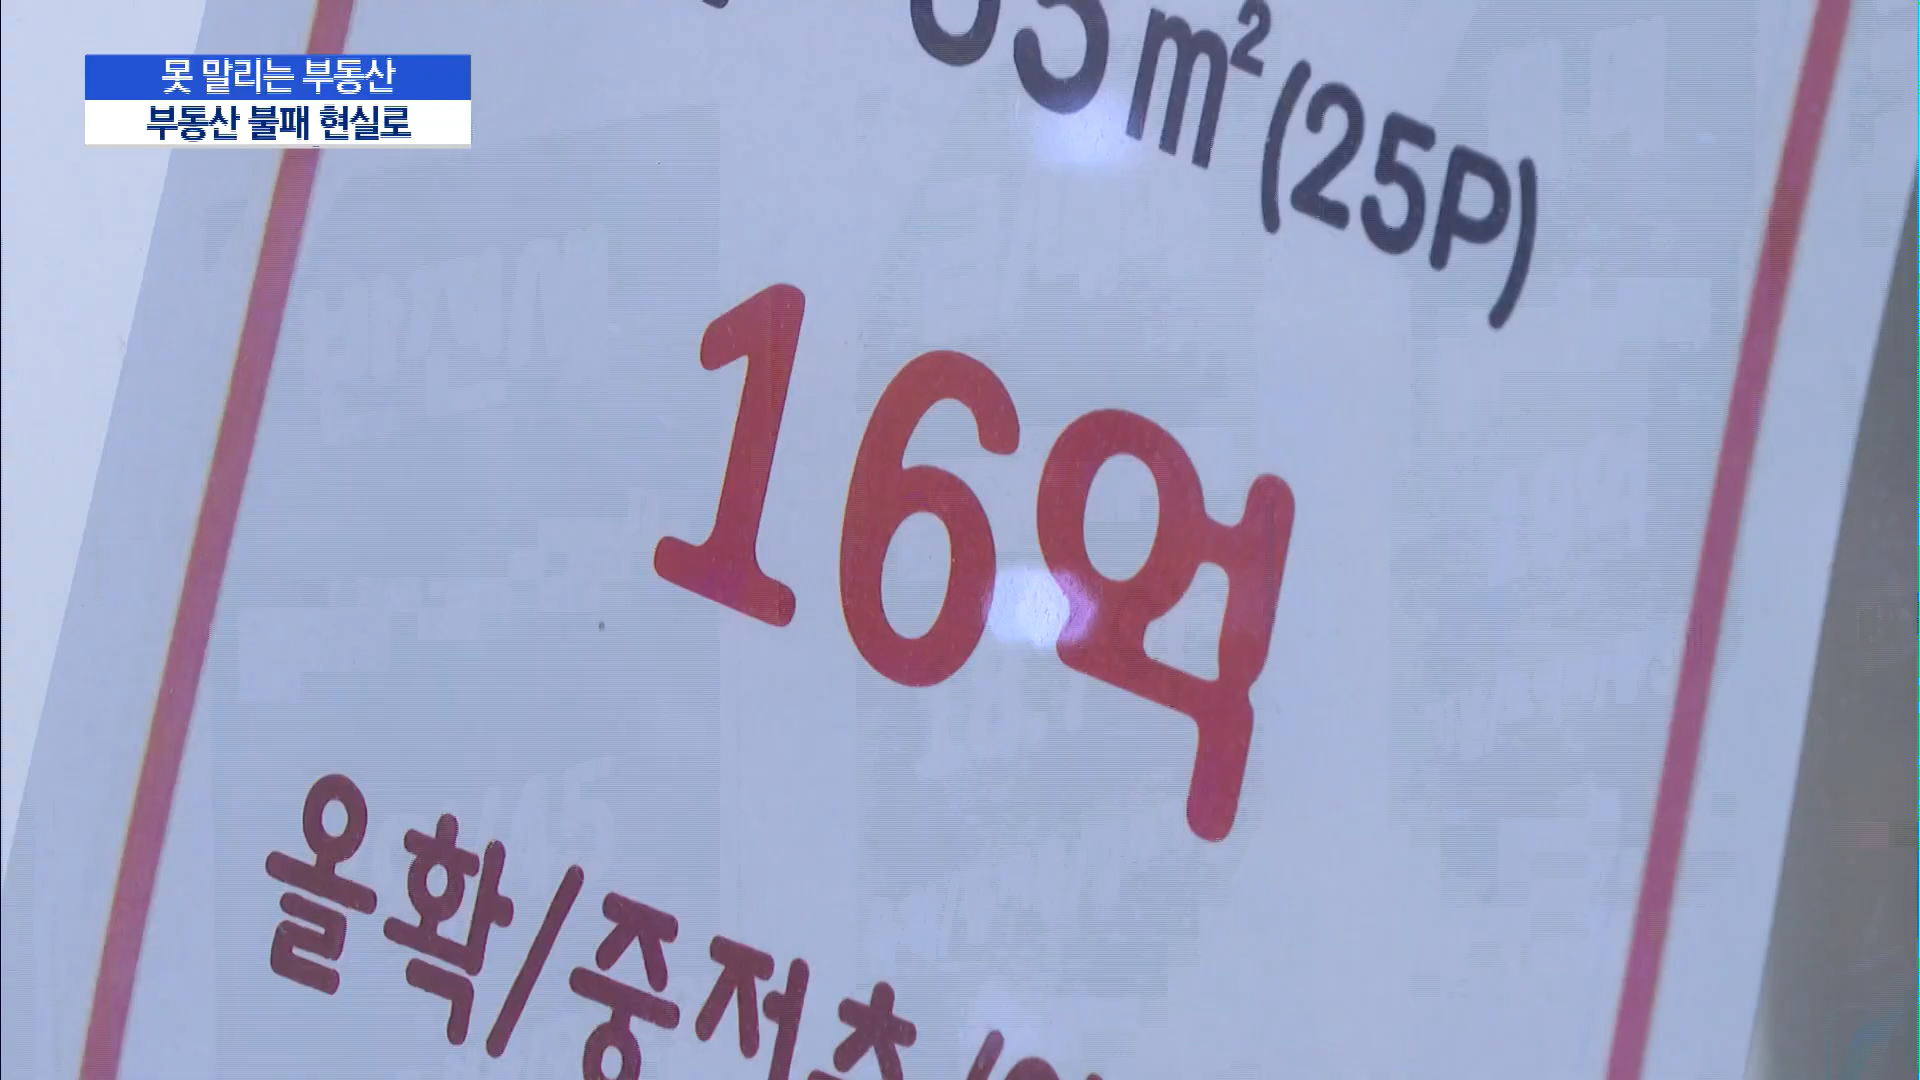 못 말리는 부동산
부동산 불패 현실로
㎡(25P)
16억
올확/중저층